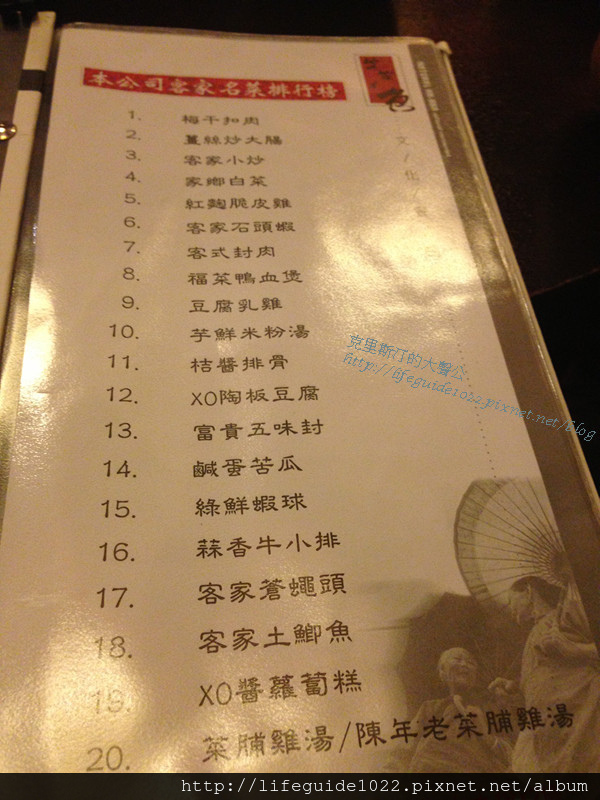 本公司客家名菜排行榜
1. 梅干扣肉
2. 薑絲炒大腸
3. 客家小炒
4. 家鄉白菜
5. 紅麴脆皮雞
6. 客家石頭蝦
7. 客式封肉
8. 福菜鴨血煲
9. 豆腐乳雞
10. 芋鮮米粉湯
11. 桔醬排骨
12. XO陶板豆腐
13. 富貴五味封
14. 鹹蛋苦瓜
15. 綠鮮蝦球
16. 蒜香牛小排
17. 客家蒼蠅頭
18. 客家土鯽魚
19. XO醬蘿蔔糕
20. 菜脯雞湯/陳年老菜脯雞湯
文/化/
克里斯汀的大聲公
http://lifeguide1022.pixnet.net/blog
http://lifeguide1022.pixnet.net/album